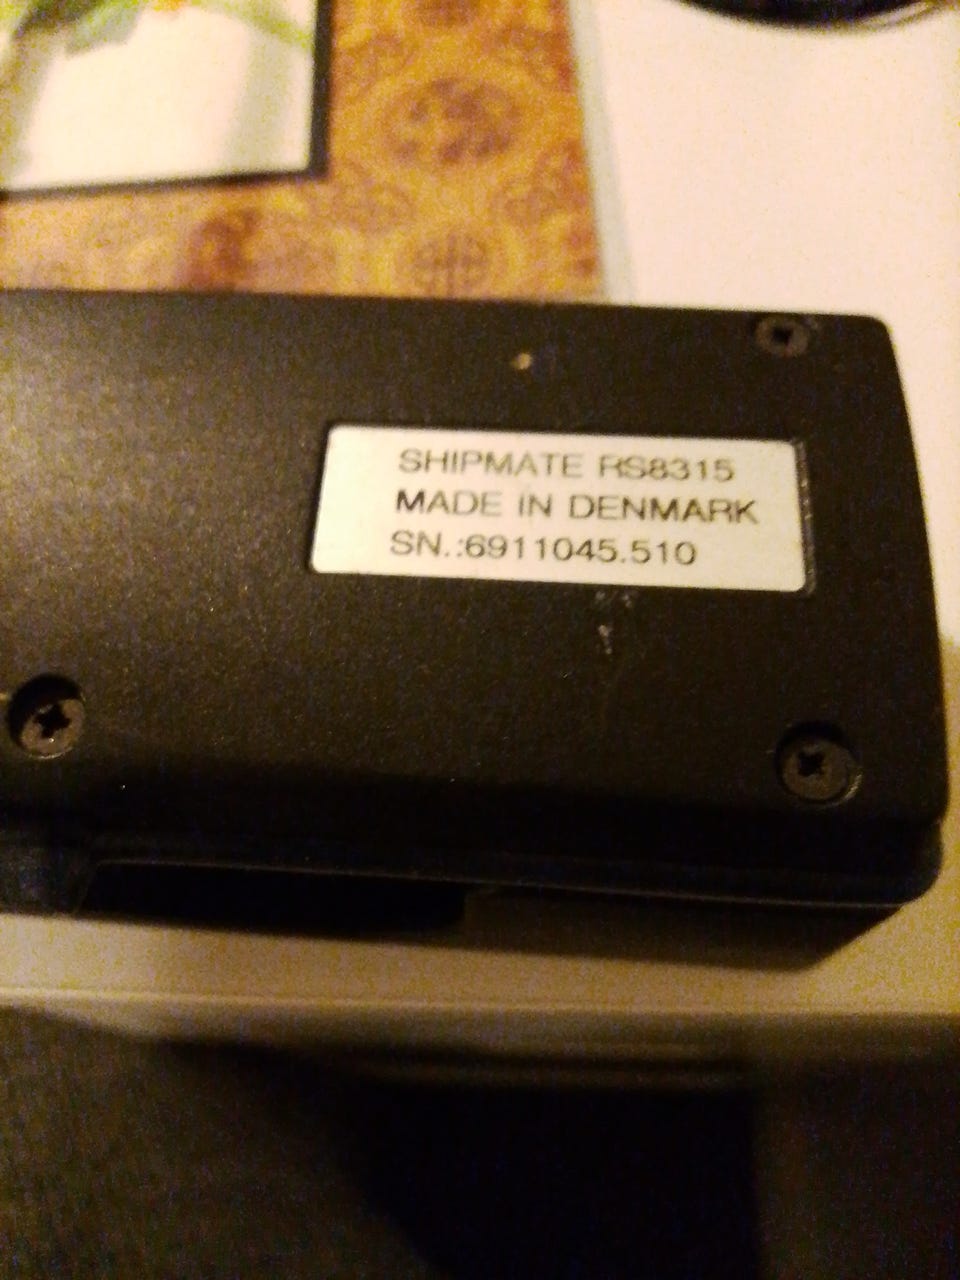 SHIPMATE RS8315
MADE IN DENMARK
SN.:6911045.510